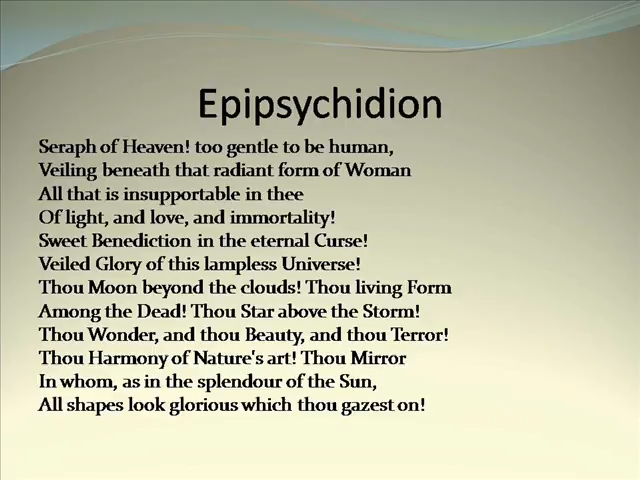 Epipsychidion
Seraph of Heaven! too gentle to be human,
Veiling beneath that radiant form of Woman
All that is insupportable in thee
Of light, and love, and immortality!
Sweet Benediction in the eternal Curse!
Veiled Glory of this lampless Universe!
Thou Moon beyond the clouds! Thou living Form
Among the Dead! Thou Star above the Storm!
Thou Wonder, and thou Beauty, and thou Terror!
Thou Harmony of Nature's art! Thou Mirror
In whom, as in the splendour of the Sun,
All shapes look glorious which thou gazest on!